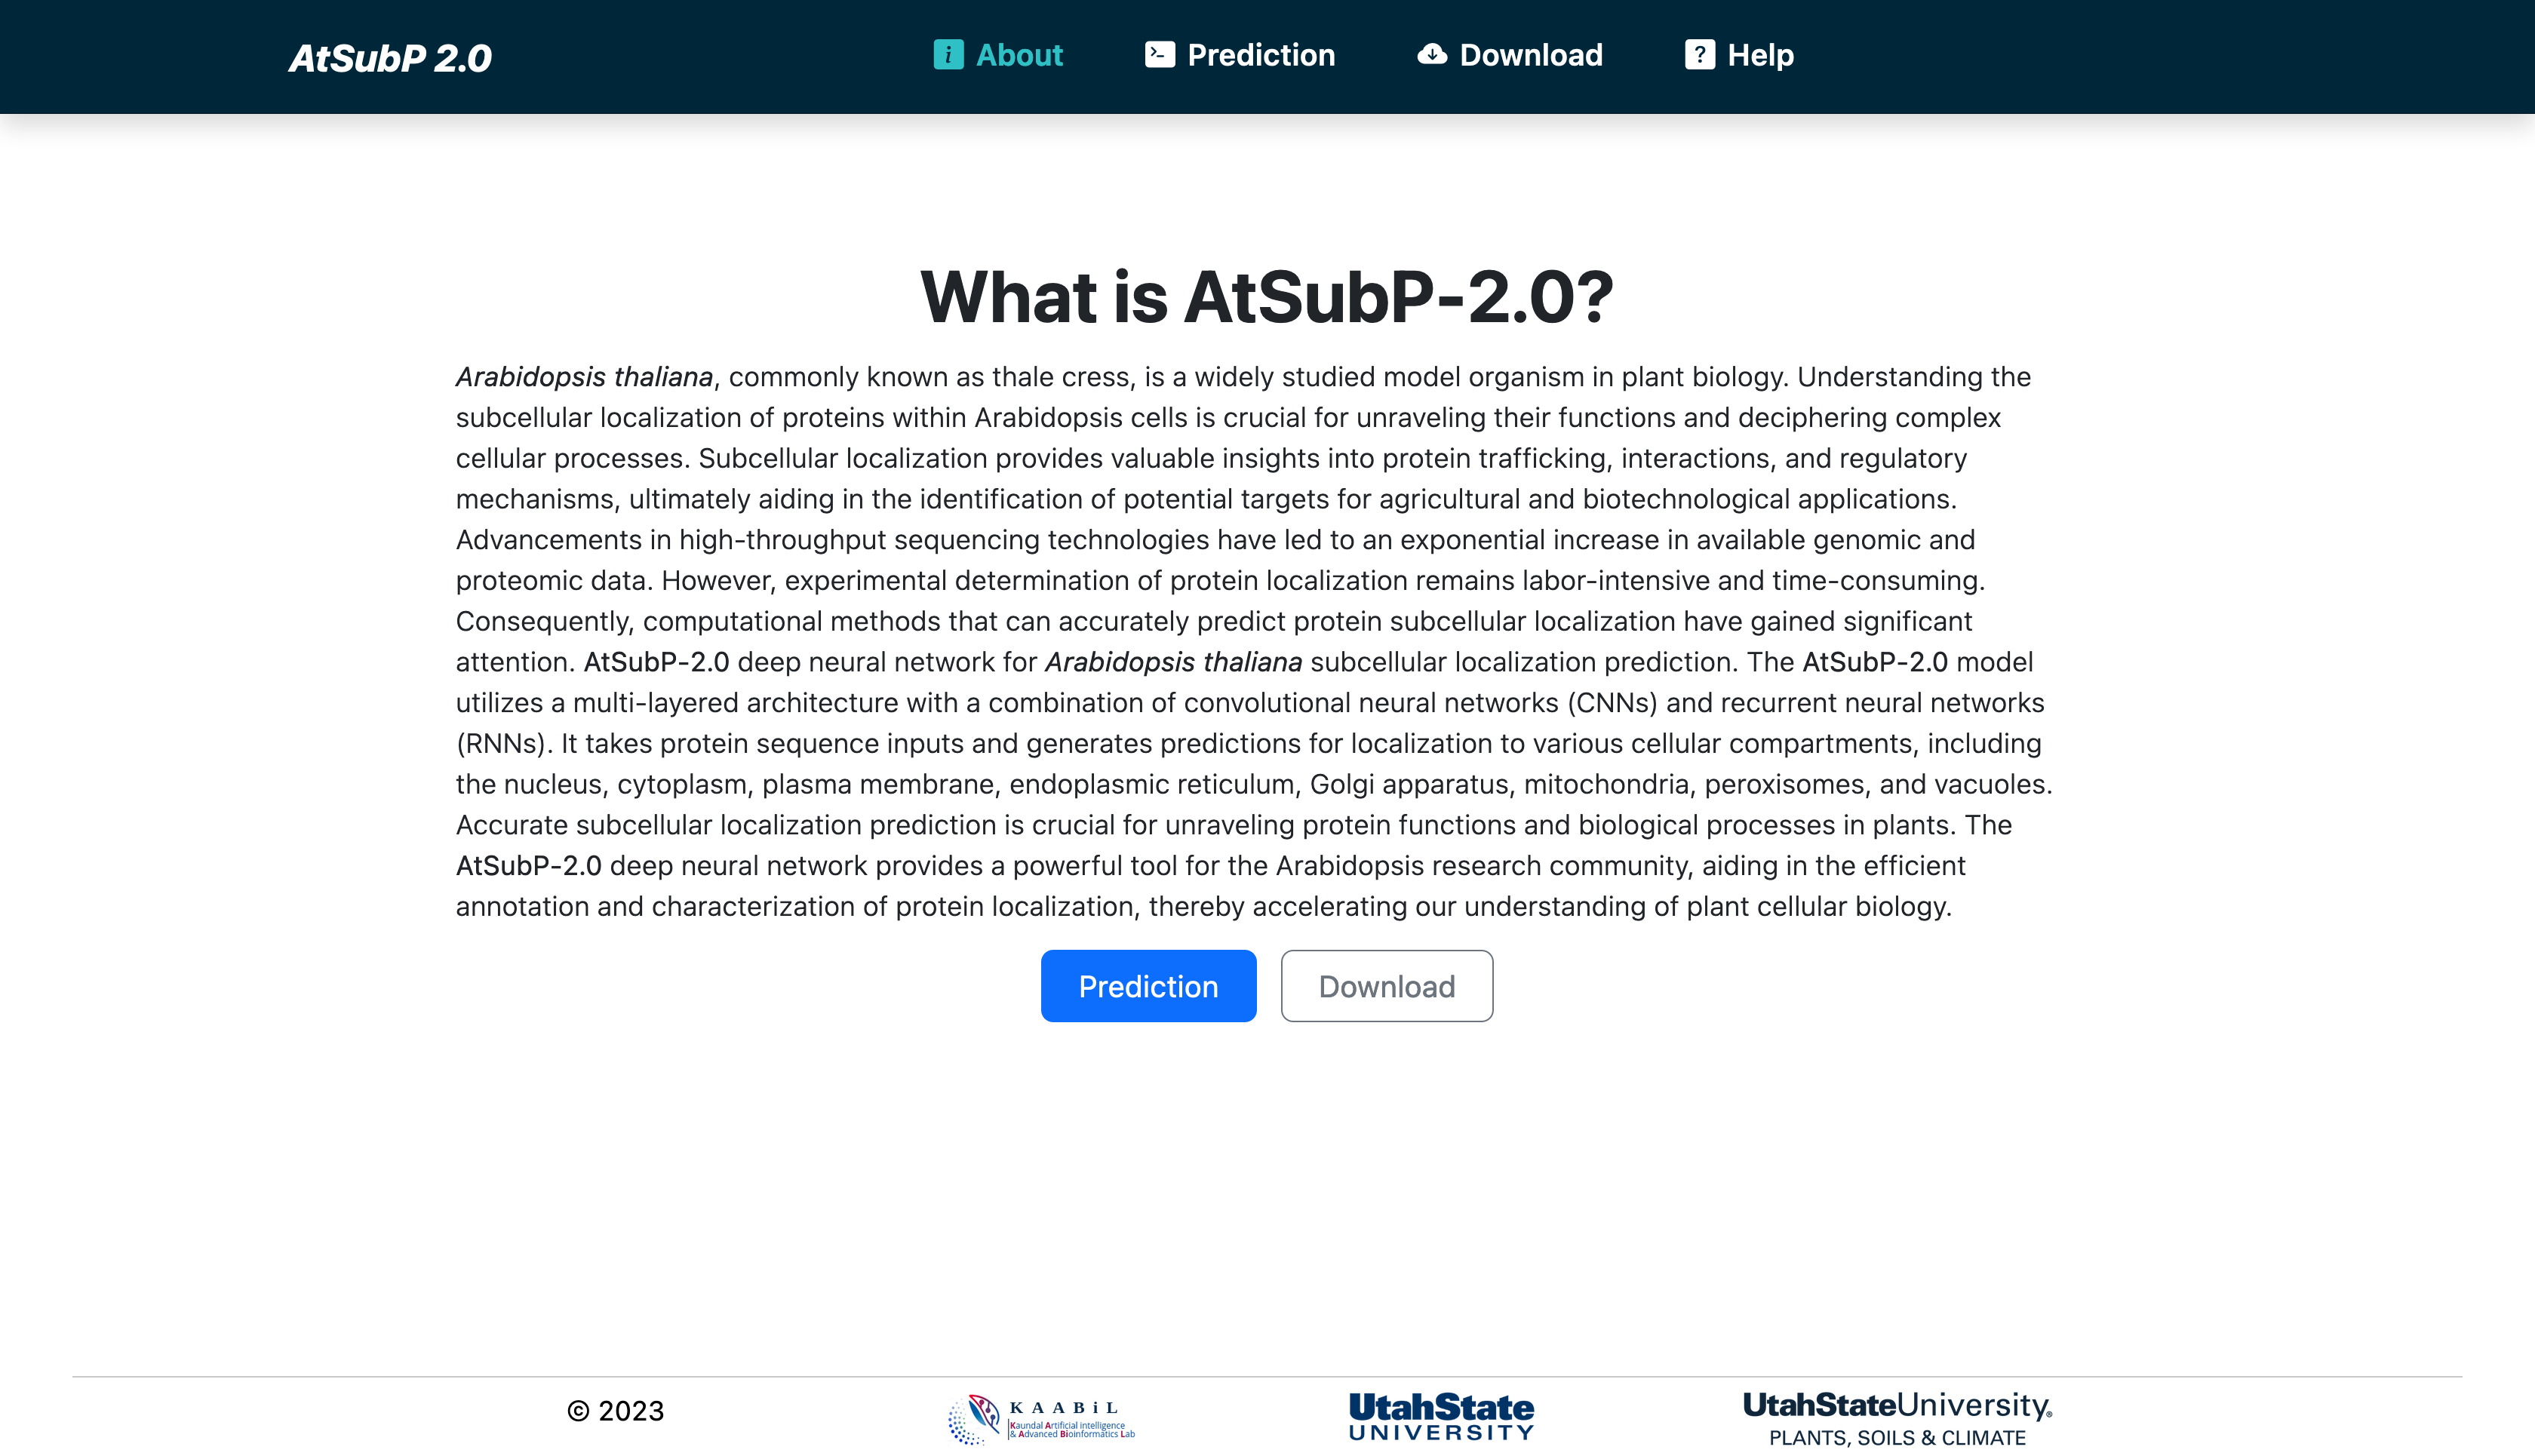 AtSubP 2.0
About
Prediction
Download
Help
What is AtSubP-2.0?
Arabidopsis thaliana, commonly known as thale cress, is a widely studied model organism in plant biology. Understanding the
subcellular localization of proteins within Arabidopsis cells is crucial for unraveling their functions and deciphering complex
cellular processes. Subcellular localization provides valuable insights into protein trafficking, interactions, and regulatory
mechanisms, ultimately aiding in the identification of potential targets for agricultural and biotechnological applications.
Advancements in high-throughput sequencing technologies have led to an exponential increase in available genomic and
proteomic data. However, experimental determination of protein localization remains labor-intensive and time-consuming.
Consequently, computational methods that can accurately predict protein subcellular localization have gained significant
attention. AtSubP-2.0 deep neural network for Arabidopsis thaliana subcellular localization prediction. The AtSubP-2.0 model
utilizes a multi-layered architecture with a combination of convolutional neural networks (CNNs) and recurrent neural networks
(RNNs). It takes protein sequence inputs and generates predictions for localization to various cellular compartments, including
the nucleus, cytoplasm, plasma membrane, endoplasmic reticulum, Golgi apparatus, mitochondria, peroxisomes, and vacuoles.
Accurate subcellular localization prediction is crucial for unraveling protein functions and biological processes in plants. The
AtSubP-2.0 deep neural network provides a powerful tool for the Arabidopsis research community, aiding in the efficient
annotation and characterization of protein localization, thereby accelerating our understanding of plant cellular biology.
Prediction
Download
© 2023
KAABiL
Kaundal Artificial intelligence
& Advanced Bioinformatics Lab
UtahState
UNIVERSITY
UtahStateUniversity®
PLANTS, SOILS & CLIMATE